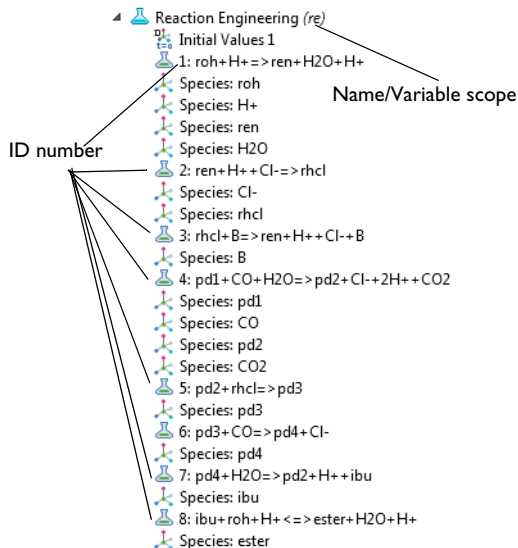 Reaction Engineering (re)
Initial Values 1
1: roh+H+=>ren+H2O+H+
Species: roh
Name/Variable scope
Species: H+
Species: ren
Species: H2O
ID number
2: ren+H++Cl-=>rhcl
Species: Cl-
Species: rhcl
3: rhcl+B=>ren+H++Cl-+B
Species: B
4: pd1+CO+H2O=>pd2+Cl-+2H++CO2
Species: pd1
Species: CO
Species: pd2
Species: CO2
5: pd2+rhcl=>pd3
Species: pd3
6: pd3+CO=>pd4+Cl-
Species: pd4
7: pd4+H2O=>pd2+H++ibu
Species: ibu
8: ibu+roh+H+<=>ester+H2O+H+
Species: ester